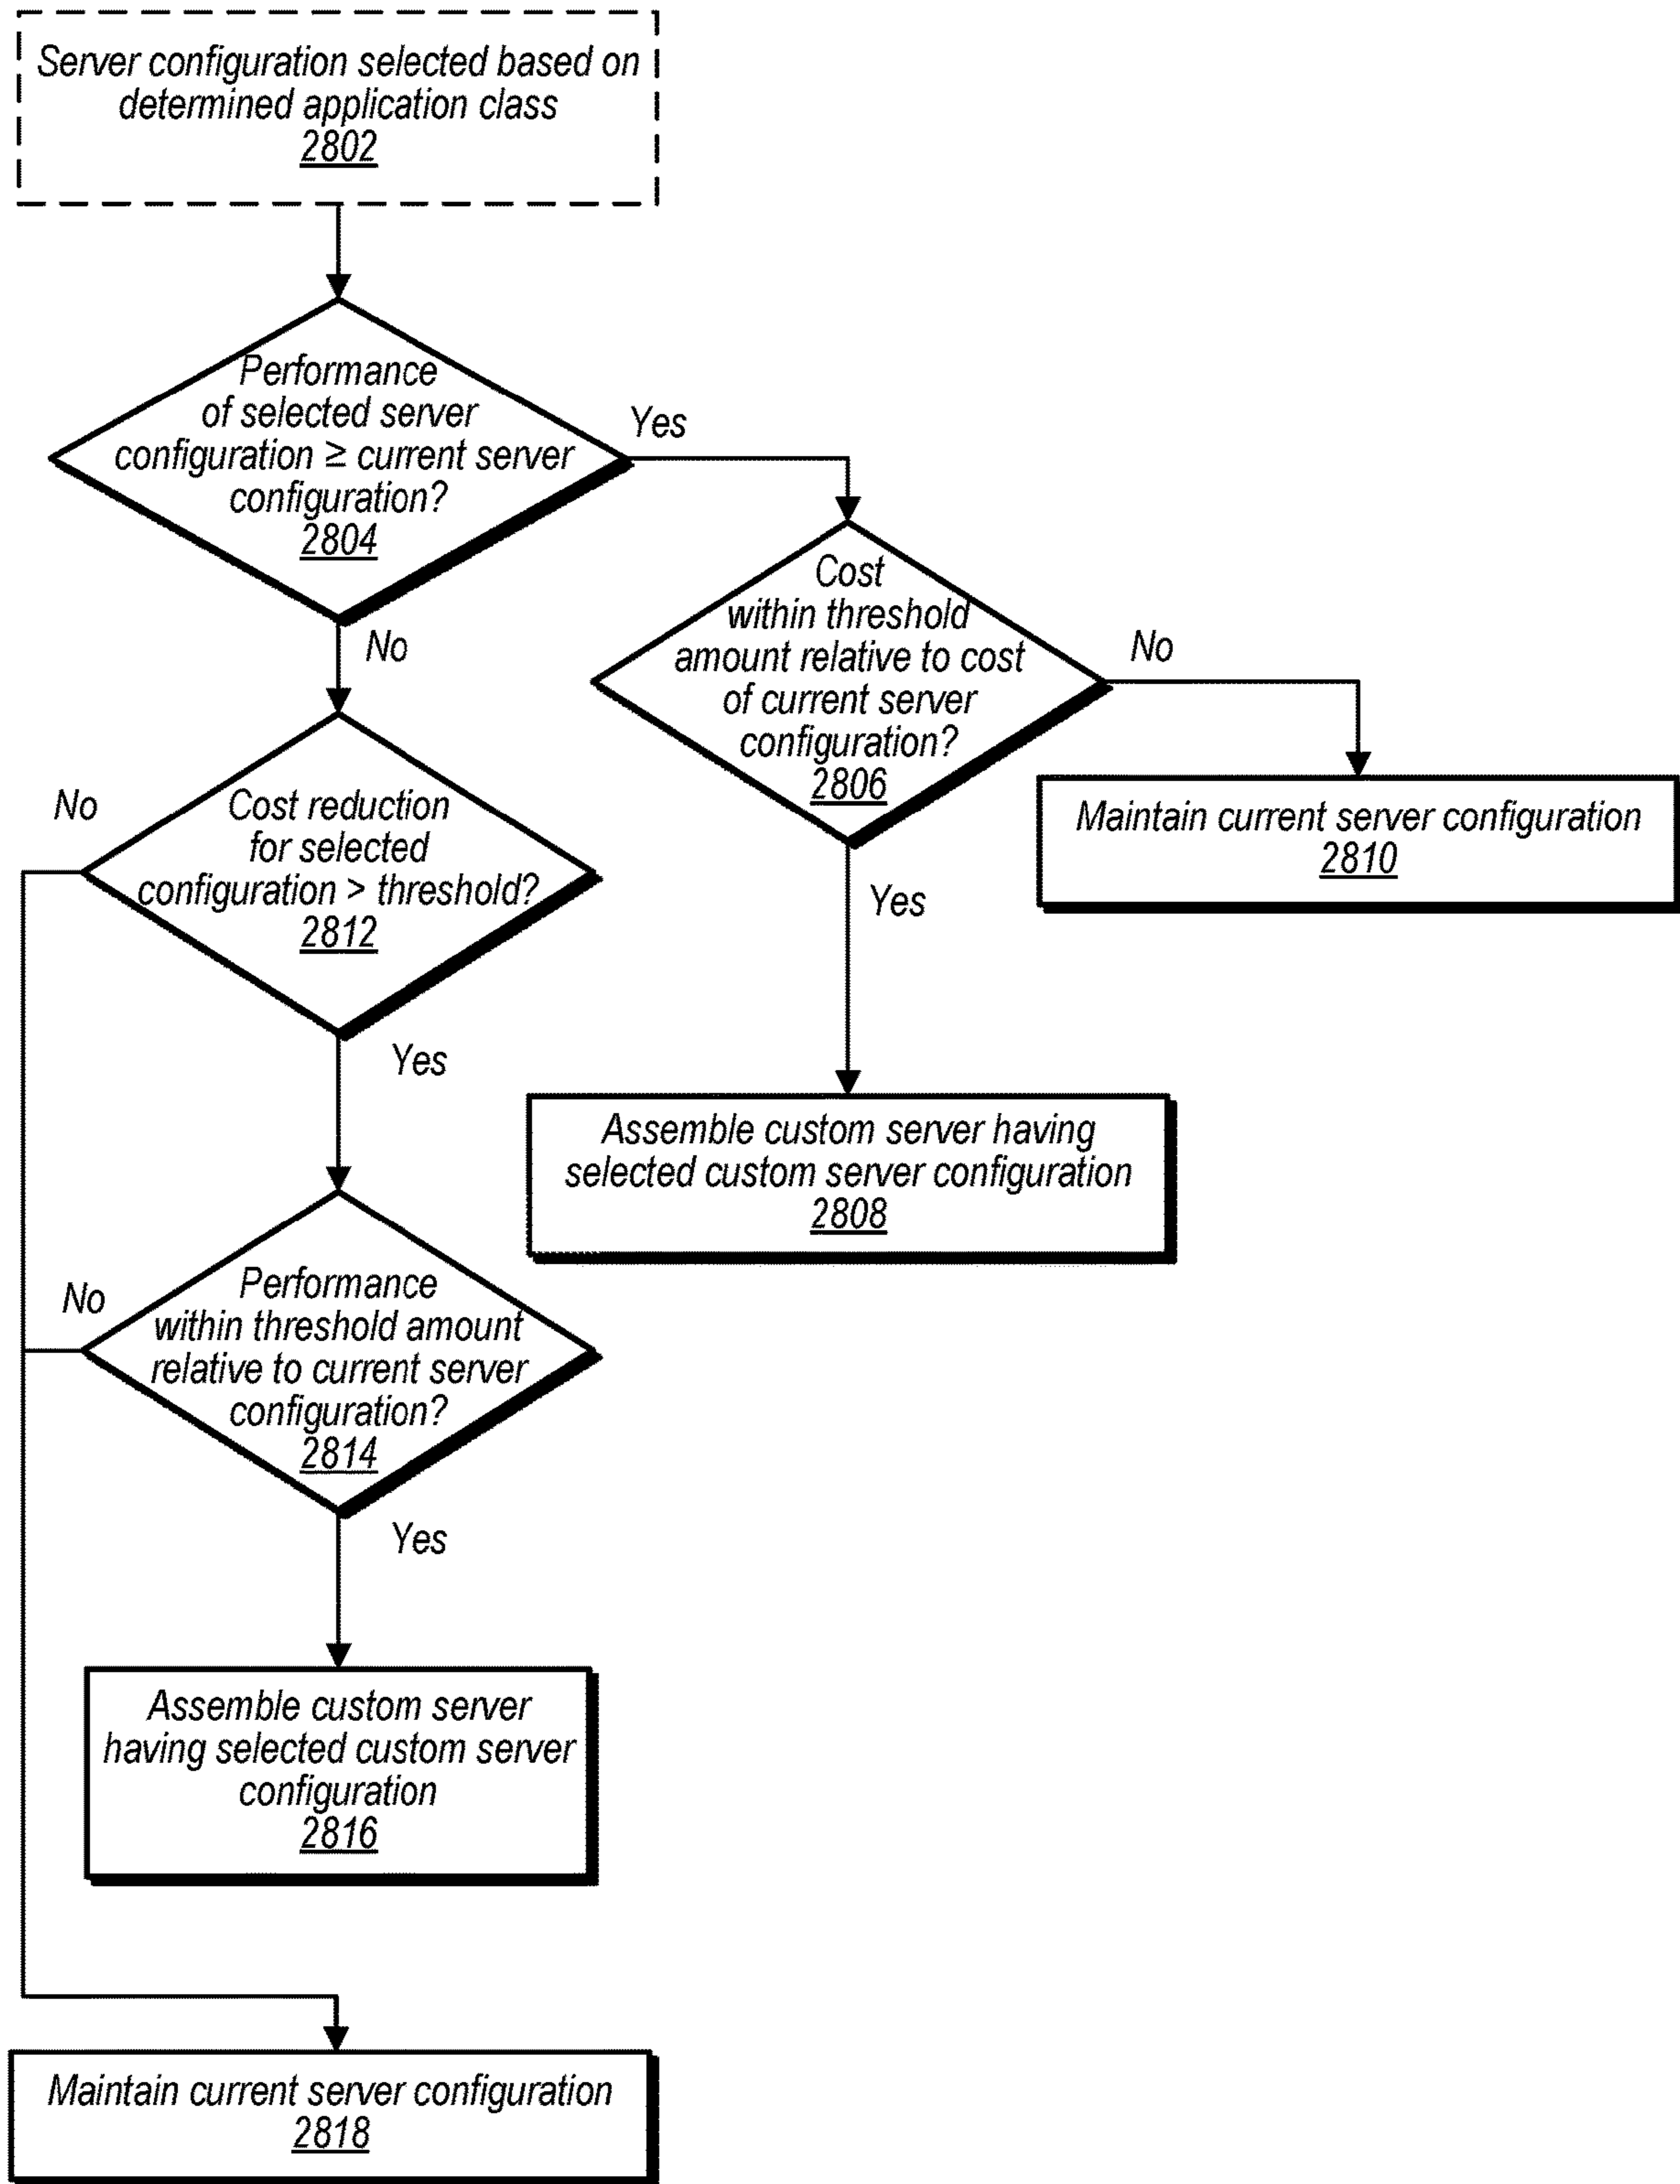 Server configuration selected based on
determined application class
2802
Performance
of selected server
configuration ≥ current server
configuration?
2804
Yes
No
Cost
within threshold
amount relative to cost
of current server
configuration?
2806
No
Yes
Maintain current server configuration
2810
Assemble custom server having
selected custom server configuration
2808
Cost reduction
for selected
configuration > threshold?
2812
No
Yes
Performance
within threshold amount
relative to current server
configuration?
2814
No
Yes
Assemble custom server
having selected custom server
configuration
2816
Maintain current server configuration
2818